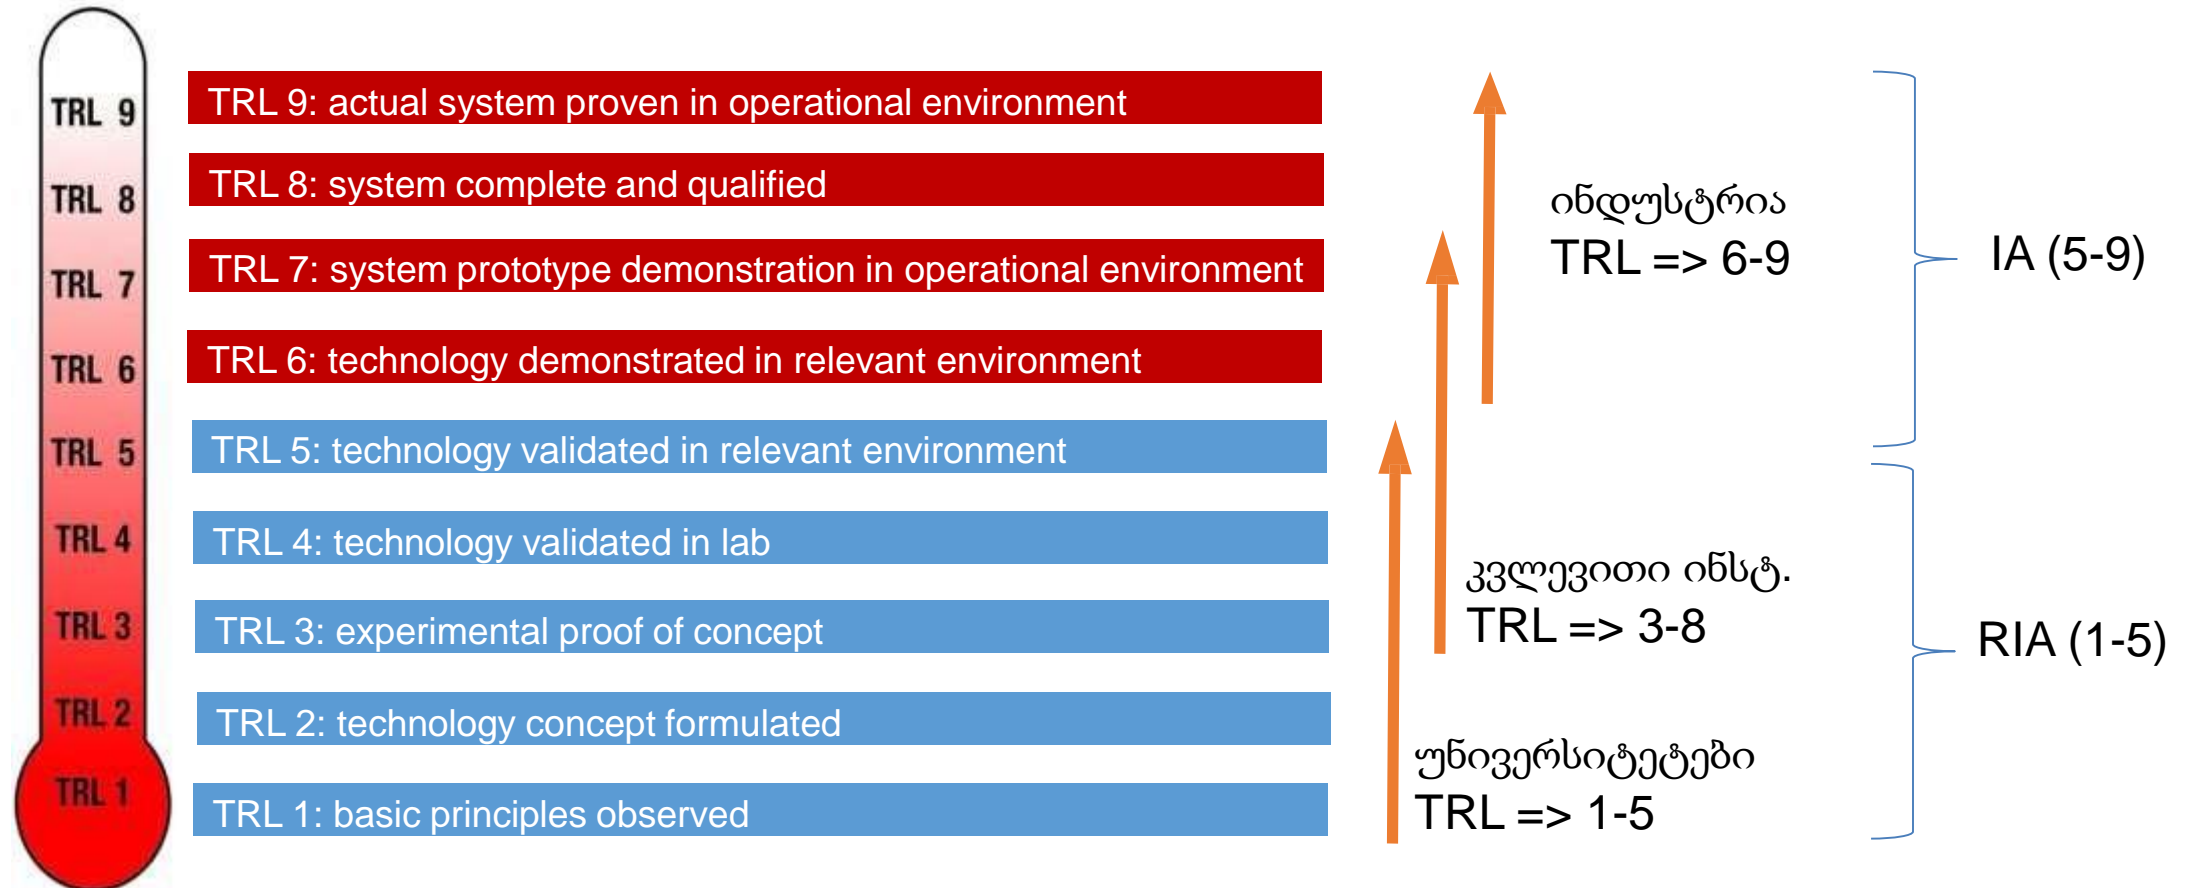 TRL 9
TRL 8
TRL 7
TRL 6
TRL 5
TRL 4
TRL 3
TRL 2
TRL 1
TRL 9: actual system proven in operational environment
TRL 8: system complete and qualified
TRL 7: system prototype demonstration in operational environment
TRL 6: technology demonstrated in relevant environment
TRL 5: technology validated in relevant environment
TRL 4: technology validated in lab
TRL 3: experimental proof of concept
TRL 2: technology concept formulated
TRL 1: basic principles observed
ინდუსტრია
TRL => 6-9
კვლევითი ინსტ.
TRL => 3-8
უნივერსიტეტები
TRL => 1-5
IA (5-9)
RIA (1-5)